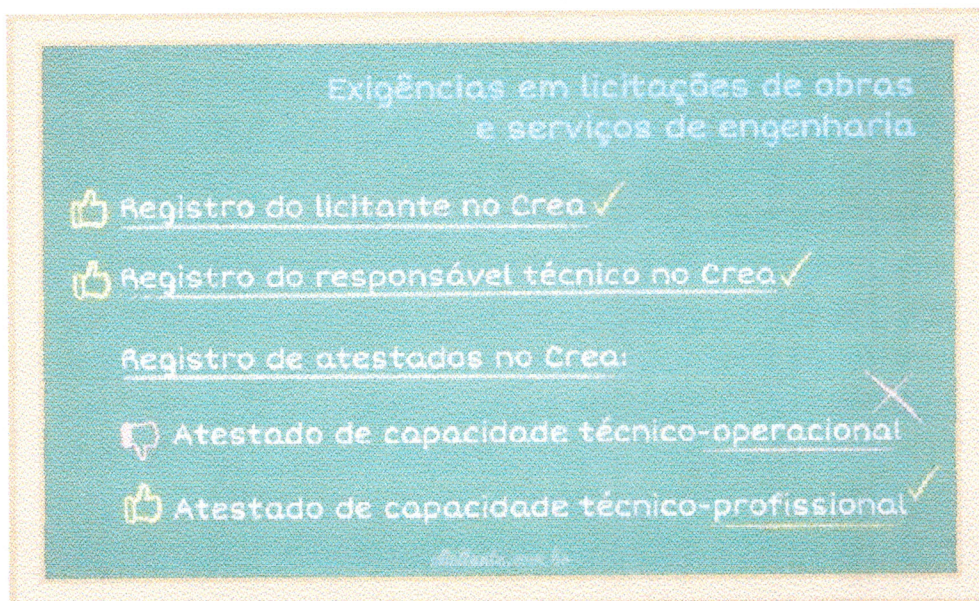 Exigências em licitações de obras
e serviços de engenharia
Registro do licitante no Crea
Registro do responsável técnico no Crea
Registro de atestados no Crea:
Atestado de capacidade técnico-operacional
Atestado de capacidade técnico-profissional